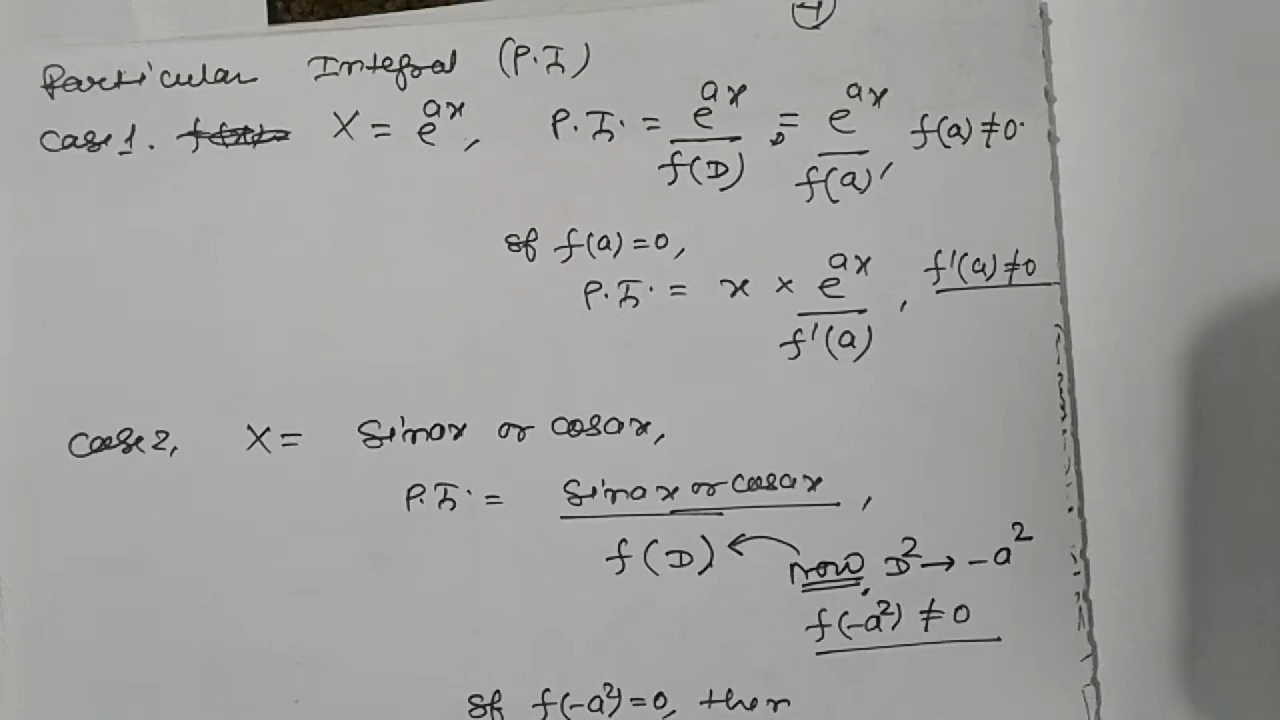 ④
Particular Integral (P.I)
Case 1. X = e^{ax}, P.I. = e^{ax}/f(D) = e^{ax}/f(a), f(a) ≠ 0.
If f(a) = 0,
P.I. = x × e^{ax}/f'(a), f'(a) ≠ 0
Case 2, X = Sinax or cosax,
P.I. = Sinax or cosax / f(D),
Now, D² → -a²
f(-a²) ≠ 0
If f(-a²) = 0, then